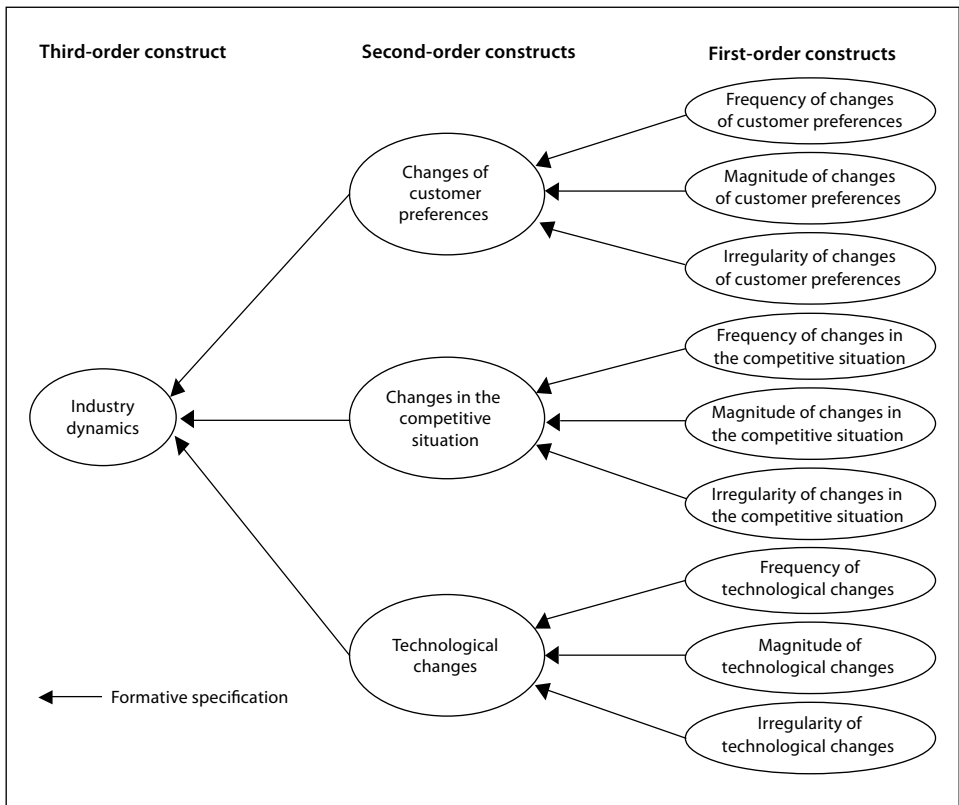 Third-order construct
Second-order constructs
First-order constructs
Frequency of changes
of customer preferences
Changes of
customer
preferences
Magnitude of changes
of customer preferences
Irregularity of changes
of customer preferences
Frequency of changes in
the competitive situation
Industry
dynamics
Changes in the
competitive
situation
Magnitude of changes in
the competitive situation
Irregularity of changes in
the competitive situation
Frequency of
technological changes
Technological
changes
Magnitude of
technological changes
Irregularity of
technological changes
Formative specification